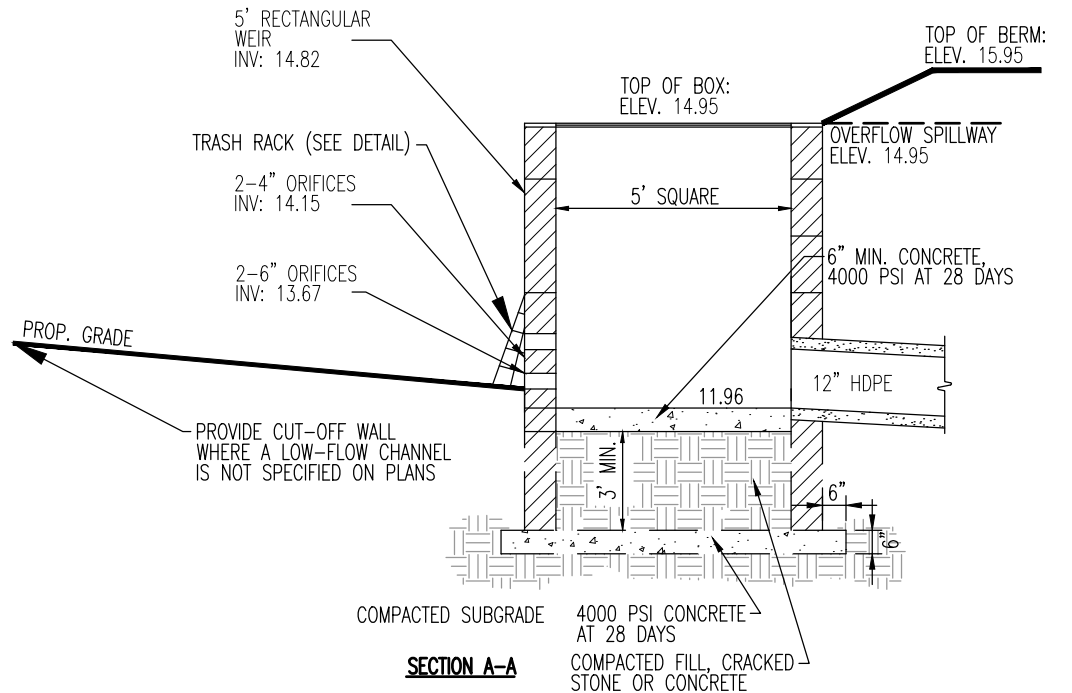 5' RECTANGULAR
WEIR
INV: 14.82
TOP OF BERM:
ELEV. 15.95
TOP OF BOX:
ELEV. 14.95
TRASH RACK (SEE DETAIL)
OVERFLOW SPILLWAY
ELEV. 14.95
2-4" ORIFICES
INV: 14.15
5' SQUARE
6" MIN. CONCRETE,
4000 PSI AT 28 DAYS
2-6" ORIFICES
INV: 13.67
PROP. GRADE
12" HDPE
11.96
PROVIDE CUT-OFF WALL
WHERE A LOW-FLOW CHANNEL
IS NOT SPECIFIED ON PLANS
3' MIN.
6"
6"
COMPACTED SUBGRADE
4000 PSI CONCRETE
AT 28 DAYS
COMPACTED FILL, CRACKED
STONE OR CONCRETE
SECTION A-A